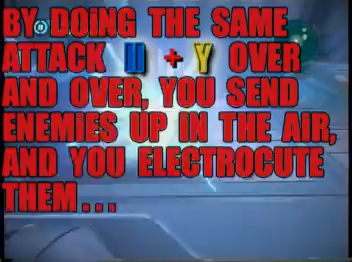 BY DOiNG THE SAME
ATTACK II + Y OVER
AND OVER, YOU SEND
ENEMiES UP iN THE AiR,
AND YOU ELECTROCUTE
THEM...